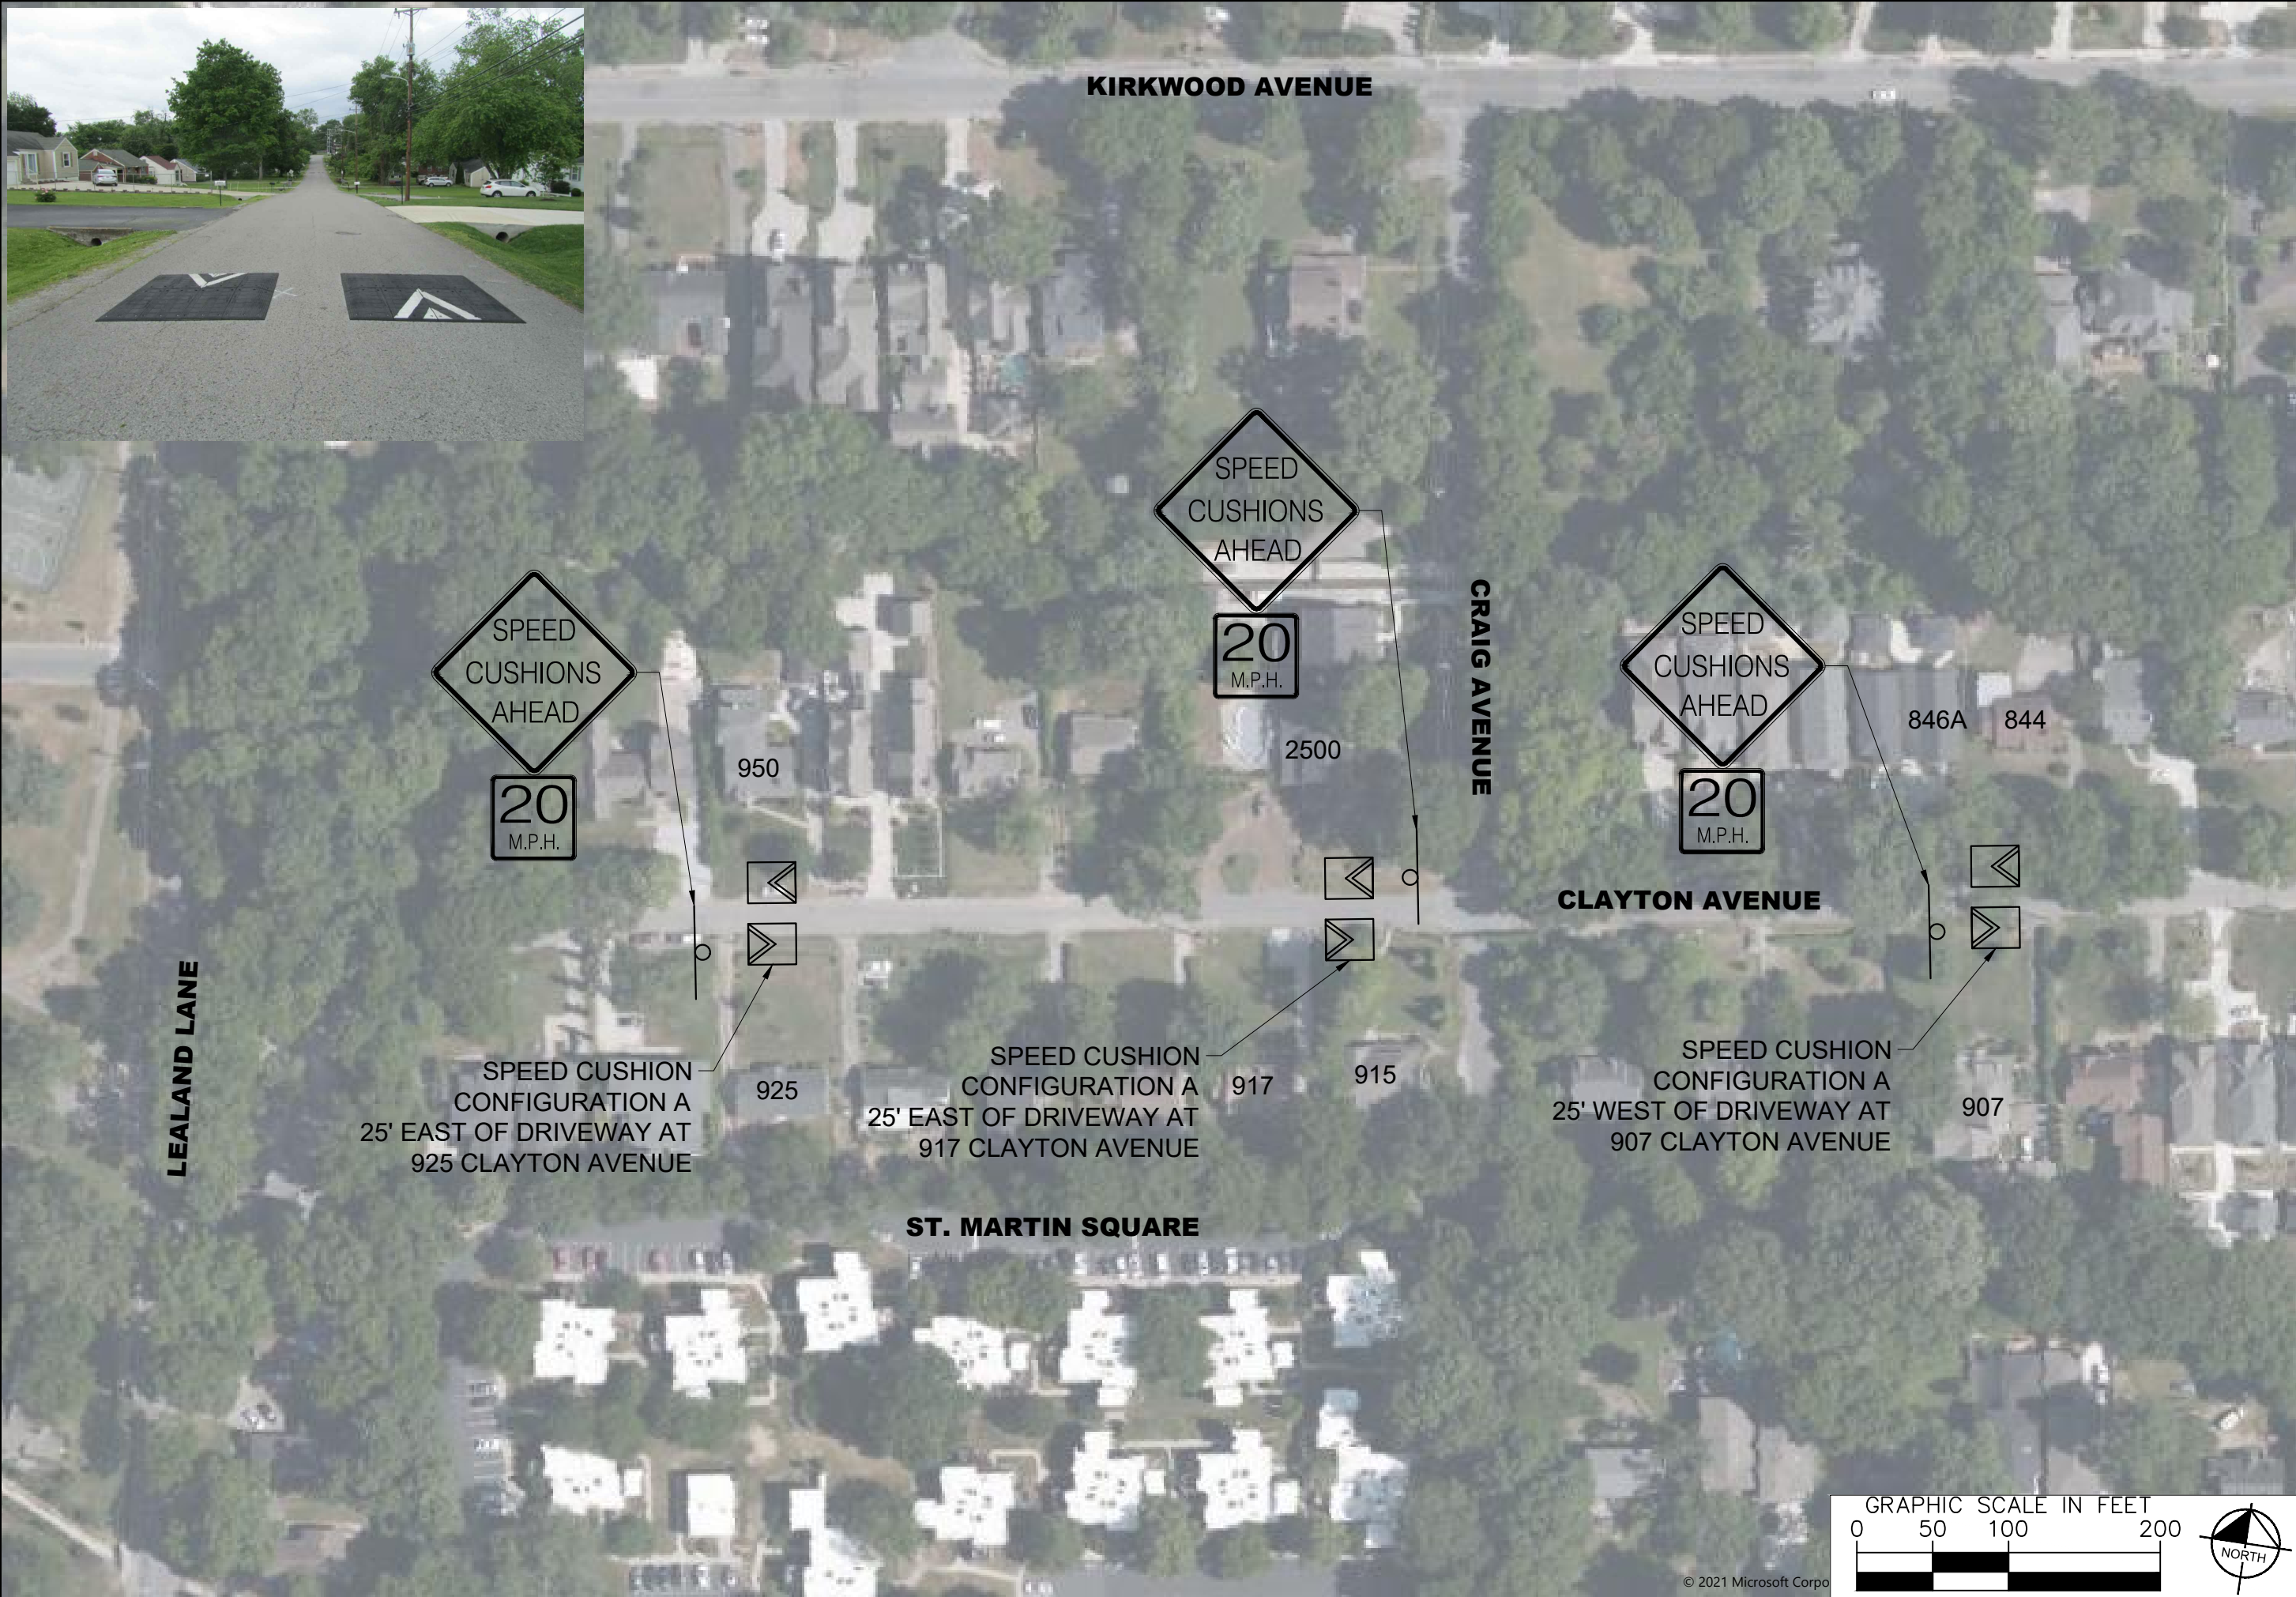 KIRKWOOD AVENUE
SPEED
CUSHIONS
AHEAD
20
M.P.H.
SPEED
CUSHIONS
AHEAD
20
M.P.H.
CRAIG AVENUE
SPEED
CUSHIONS
AHEAD
20
M.P.H.
846A
844
950
2500
CLAYTON AVENUE
LEALAND LANE
SPEED CUSHION
CONFIGURATION A
25' EAST OF DRIVEWAY AT
925 CLAYTON AVENUE
925
SPEED CUSHION
CONFIGURATION A
25' EAST OF DRIVEWAY AT
917 CLAYTON AVENUE
917
915
SPEED CUSHION
CONFIGURATION A
25' WEST OF DRIVEWAY AT
907 CLAYTON AVENUE
907
ST. MARTIN SQUARE
GRAPHIC SCALE IN FEET
0 50 100 200
NORTH
© 2021 Microsoft Corpo